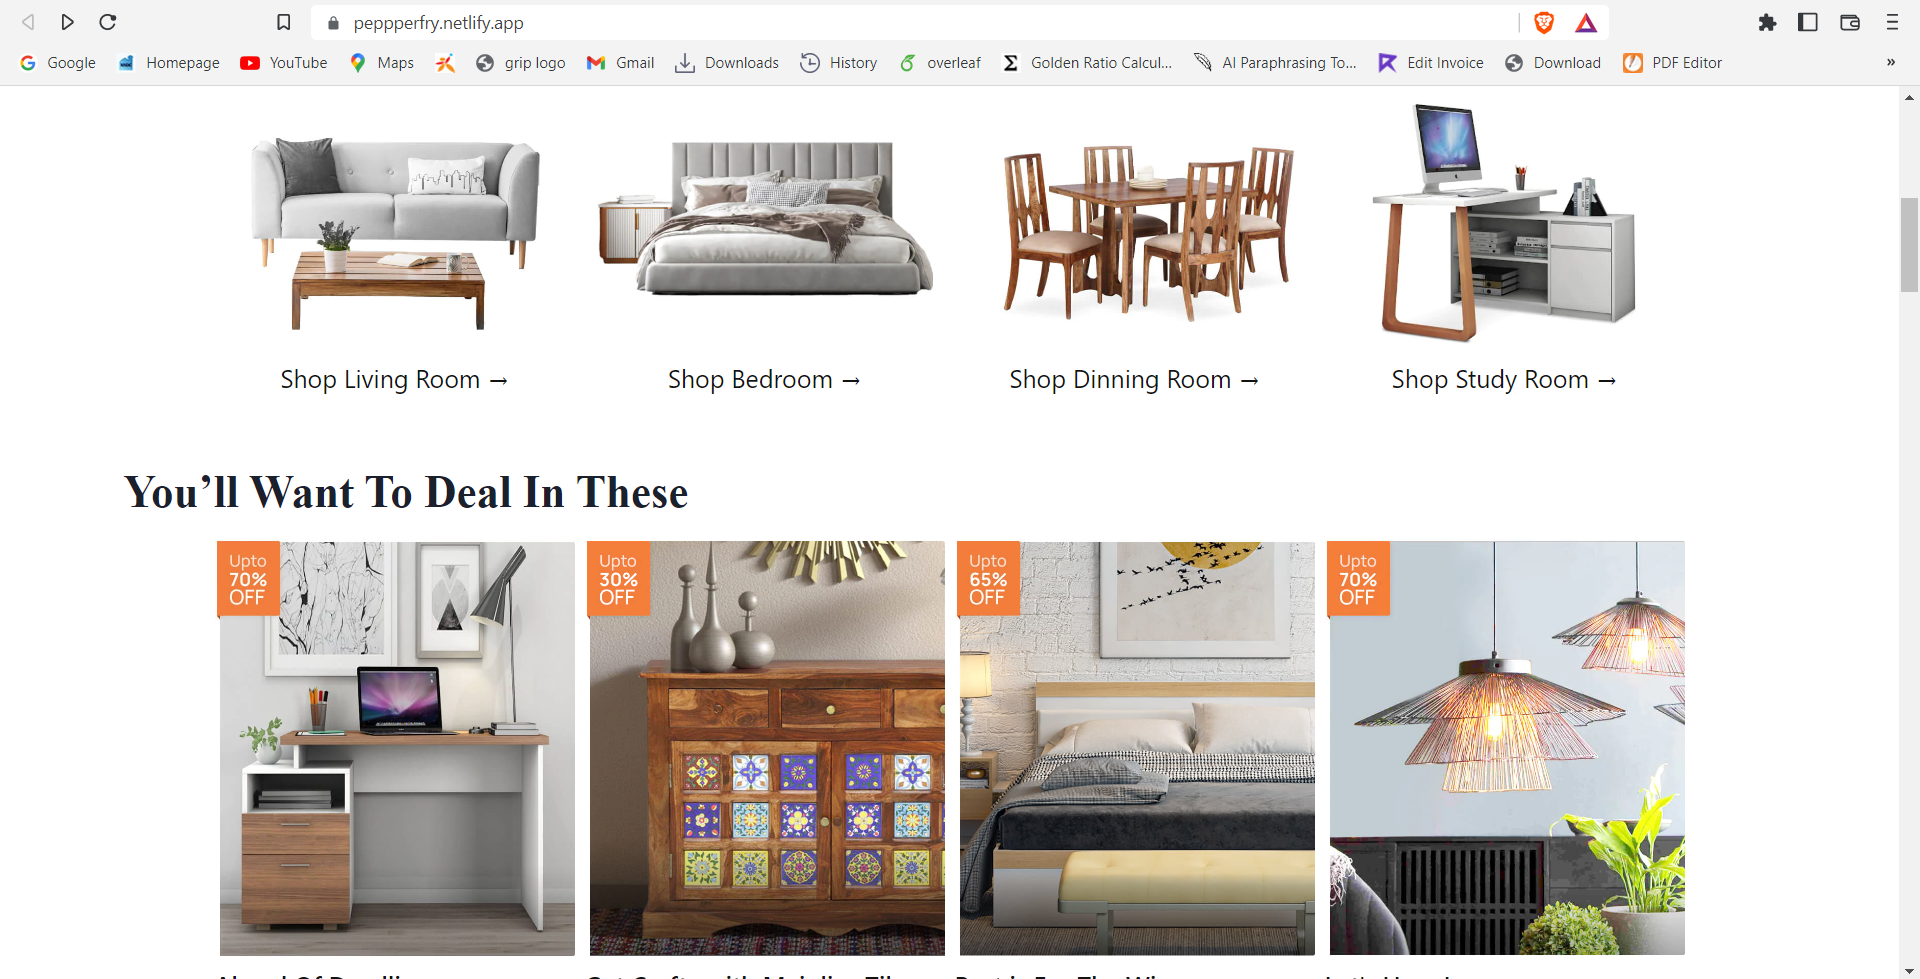 peppperfry.netlify.app
Google Homepage YouTube Maps grip logo Gmail Downloads History overleaf Golden Ratio Calcul... AI Paraphrasing To... Edit Invoice Download PDF Editor »
Shop Living Room → Shop Bedroom → Shop Dinning Room → Shop Study Room →
You’ll Want To Deal In These
Upto
70%
OFF
Upto
30%
OFF
Upto
65%
OFF
Upto
70%
OFF